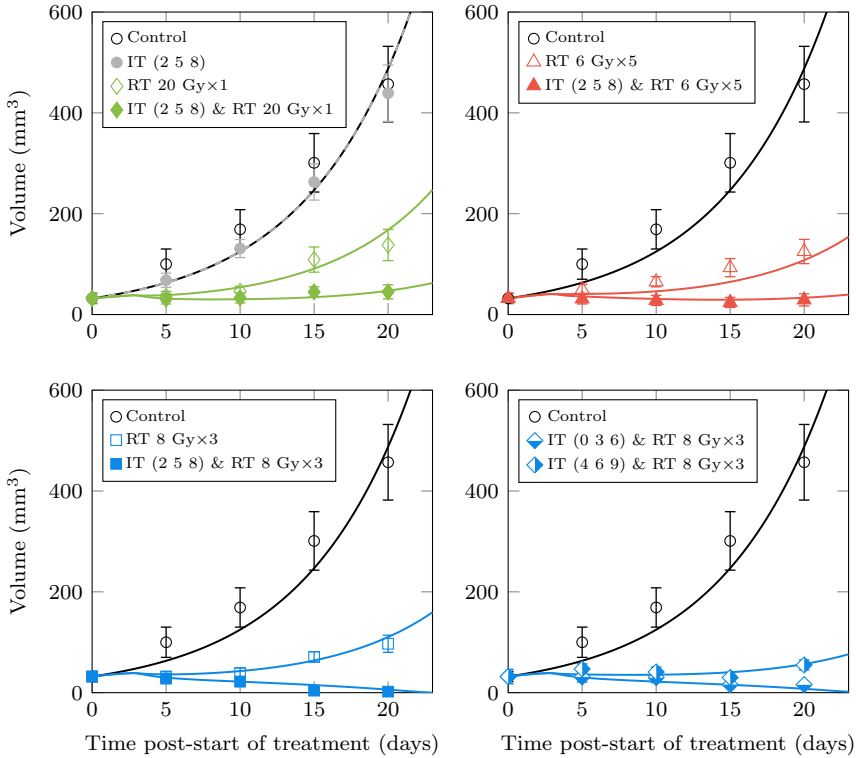 600
400
200
0
Volume (mm³)
Control
IT (2 5 8)
RT 20 Gy×1
IT (2 5 8) & RT 20 Gy×1
0 5 10 15 20
600
400
200
0
Control
RT 6 Gy×5
IT (2 5 8) & RT 6 Gy×5
0 5 10 15 20
600
400
200
0
Volume (mm³)
Control
RT 8 Gy×3
IT (2 5 8) & RT 8 Gy×3
0 5 10 15 20
Time post-start of treatment (days)
600
400
200
0
Control
IT (0 3 6) & RT 8 Gy×3
IT (4 6 9) & RT 8 Gy×3
0 5 10 15 20
Time post-start of treatment (days)